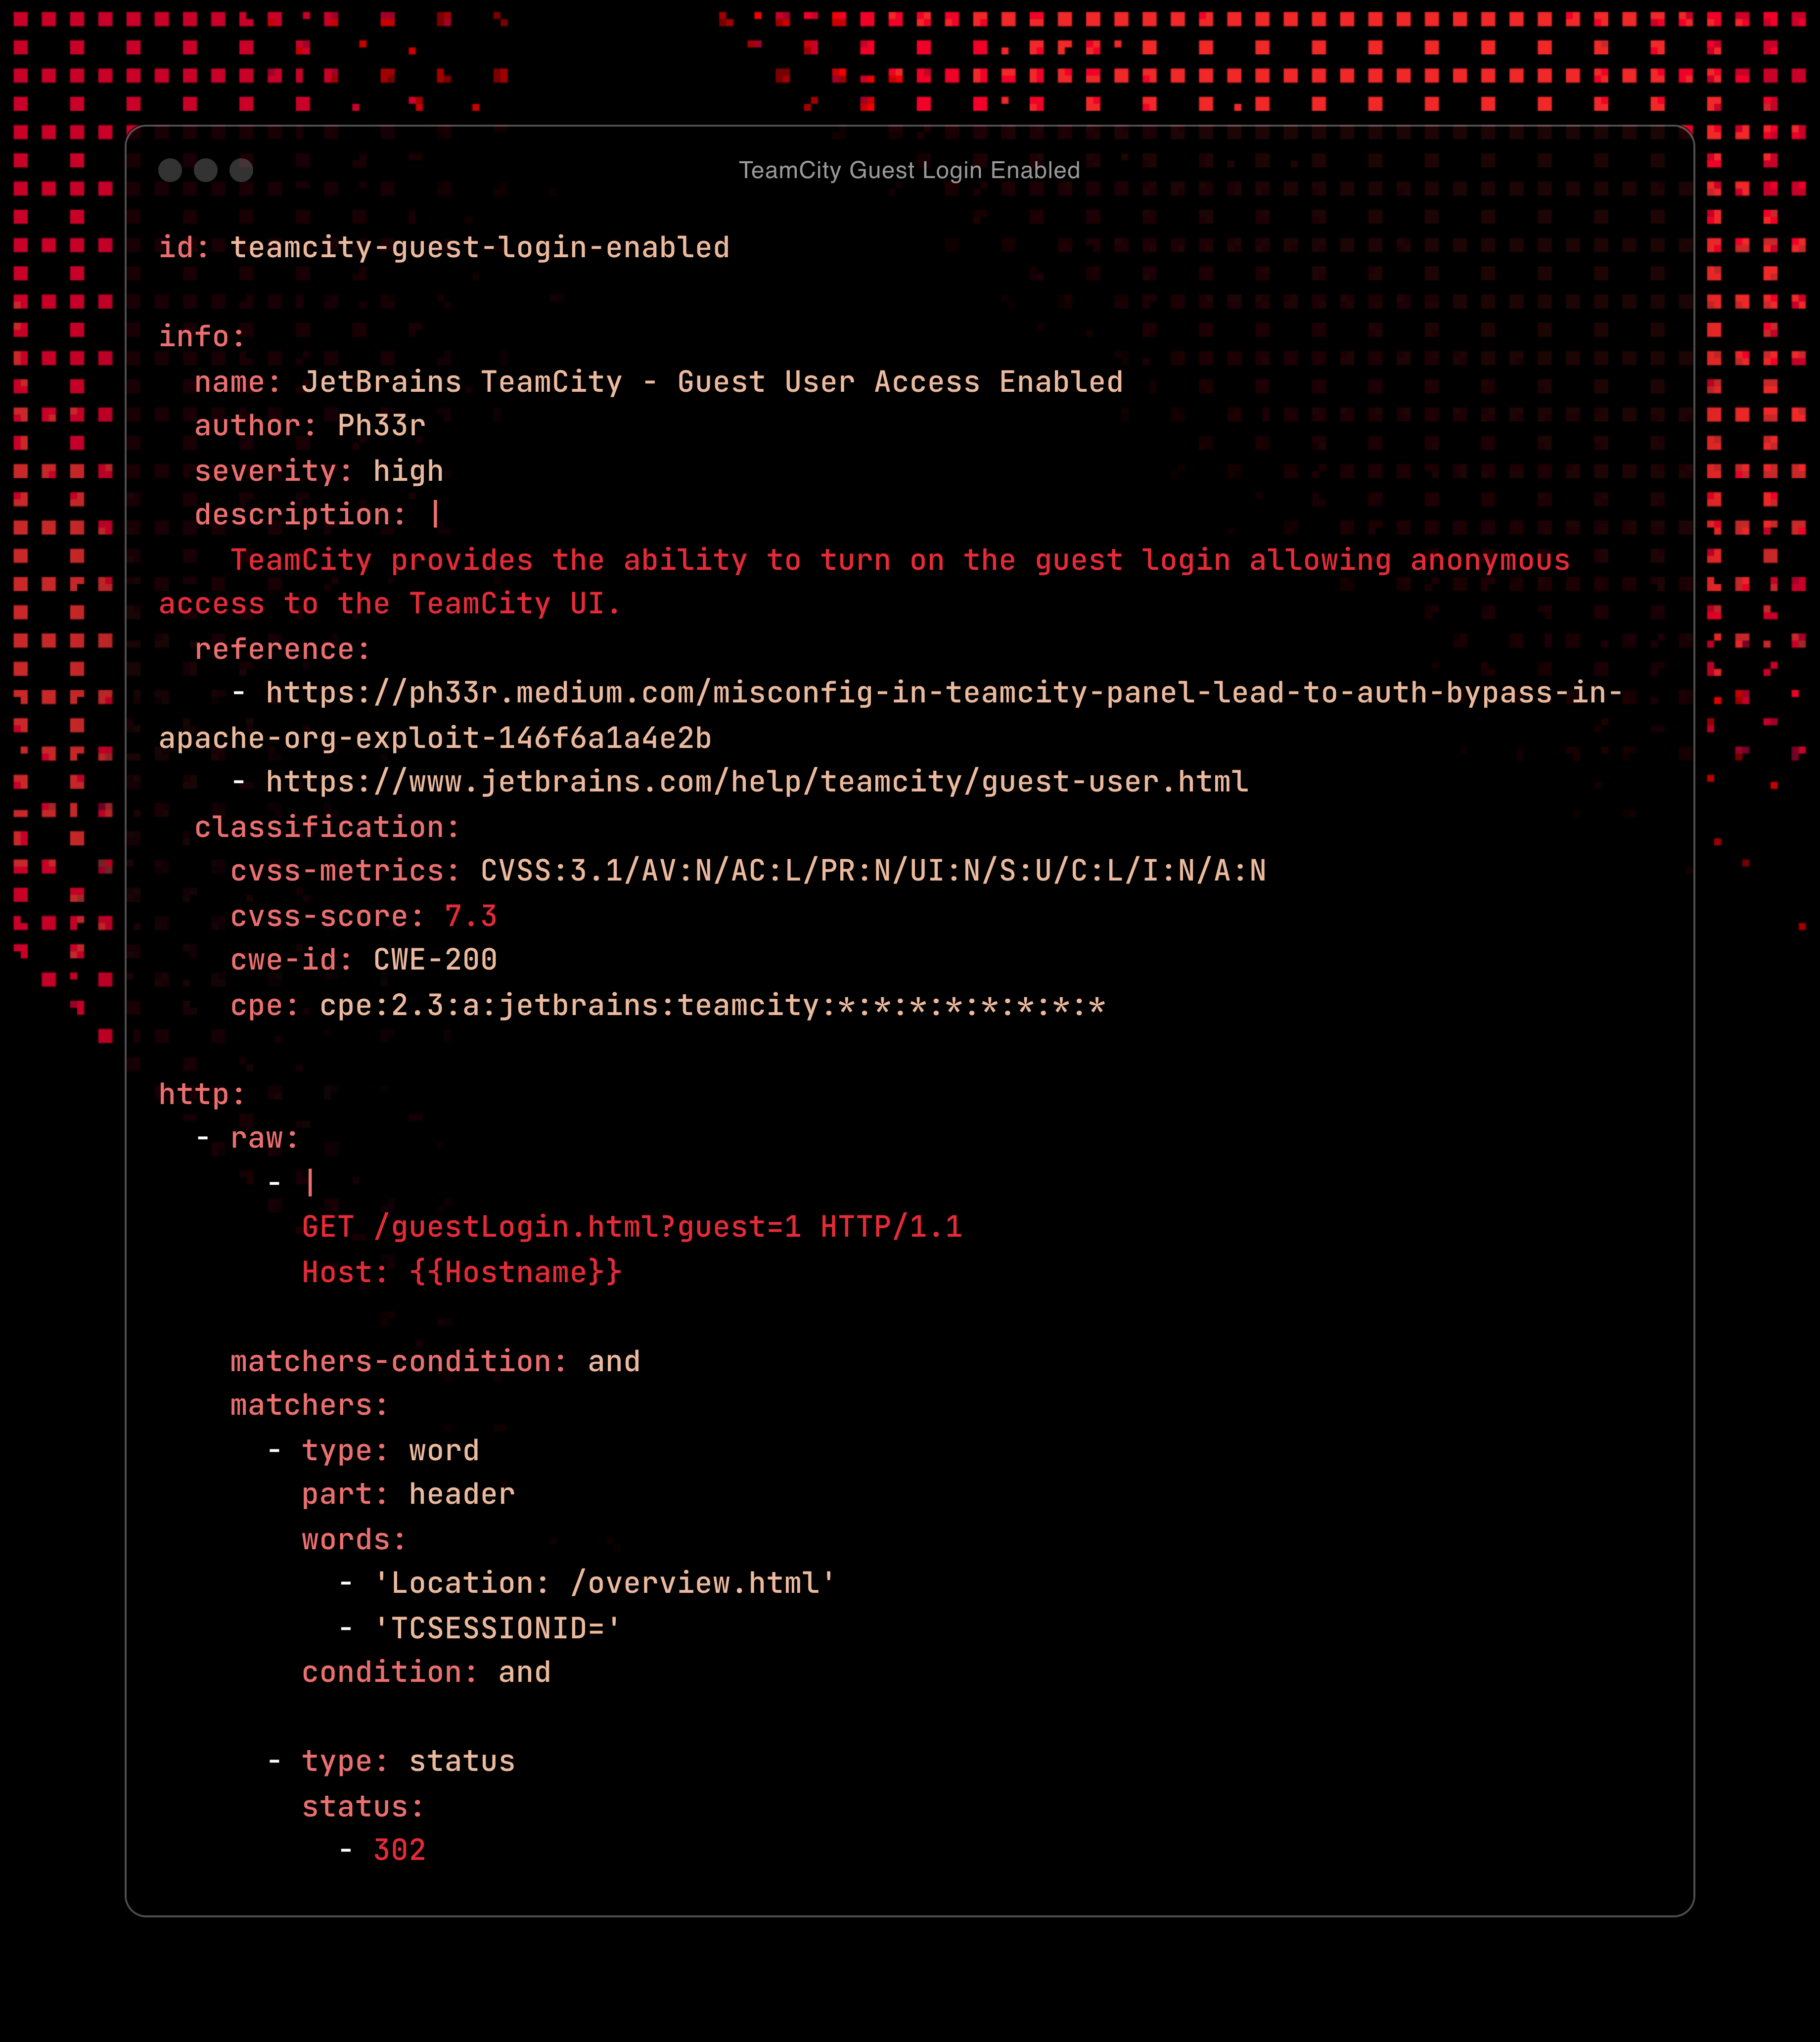 TeamCity Guest Login Enabled
id: teamcity-guest-login-enabled
info:
name: JetBrains TeamCity - Guest User Access Enabled
author: Ph33r
severity: high
description: |
TeamCity provides the ability to turn on the guest login allowing anonymous
access to the TeamCity UI.
reference:
- https://ph33r.medium.com/misconfig-in-teamcity-panel-lead-to-auth-bypass-in-
apache-org-exploit-146f6a1a4e2b
- https://www.jetbrains.com/help/teamcity/guest-user.html
classification:
cvss-metrics: CVSS:3.1/AV:N/AC:L/PR:N/UI:N/S:U/C:L/I:N/A:N
cvss-score: 7.3
cwe-id: CWE-200
cpe: cpe:2.3:a:jetbrains:teamcity:*:*:*:*:*:*:*:*
http:
- raw:
- |
GET /guestLogin.html?guest=1 HTTP/1.1
Host: {{Hostname}}
matchers-condition: and
matchers:
- type: word
part: header
words:
- 'Location: /overview.html'
- 'TCSESSIONID='
condition: and
- type: status
status:
- 302